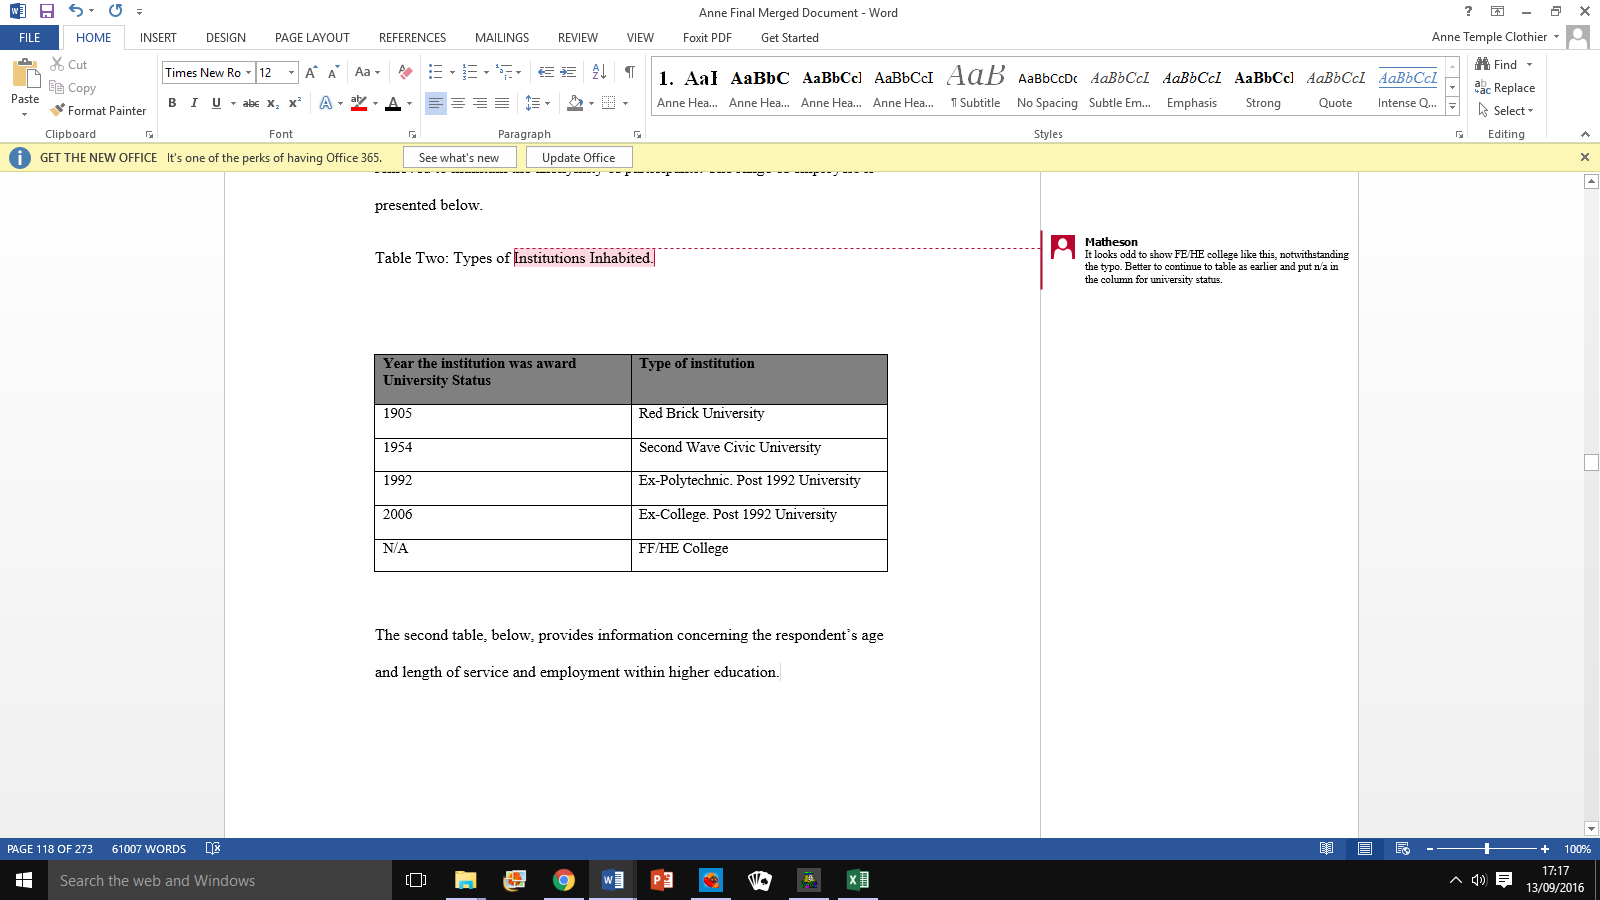 Anne Final Merged Document - Word
FILE HOME INSERT DESIGN PAGE LAYOUT REFERENCES MAILINGS REVIEW VIEW Foxit PDF Get Started
Anne Temple Clothier
Paste
Cut
Copy
Format Painter
Clipboard
Times New Ro 12
Font
Paragraph
1. AaI AaBbC AaBbCcI AaBbCcI AaB AaBbCcDc AaBbCcL AaBbCcL AaBbCcI AaBbCcL AaBbCcL
Anne Hea... Anne Hea... Anne Hea... Anne Hea... ¶ Subtitle No Spacing Subtle Em... Emphasis Strong Quote Intense Q...
Styles
Find
Replace
Select
Editing
GET THE NEW OFFICE It's one of the perks of having Office 365. See what's new Update Office
presented below.
Table Two: Types of Institutions Inhabited.
Matheson
It looks odd to show FE/HE college like this, notwithstanding
the typo. Better to continue to table as earlier and put n/a in
the column for university status.
Year the institution was award
University Status
Type of institution
1905 Red Brick University
1954 Second Wave Civic University
1992 Ex-Polytechnic. Post 1992 University
2006 Ex-College. Post 1992 University
N/A FF/HE College
The second table, below, provides information concerning the respondent's age
and length of service and employment within higher education.
PAGE 118 OF 273 61007 WORDS 100%
Search the web and Windows
17:17
13/09/2016